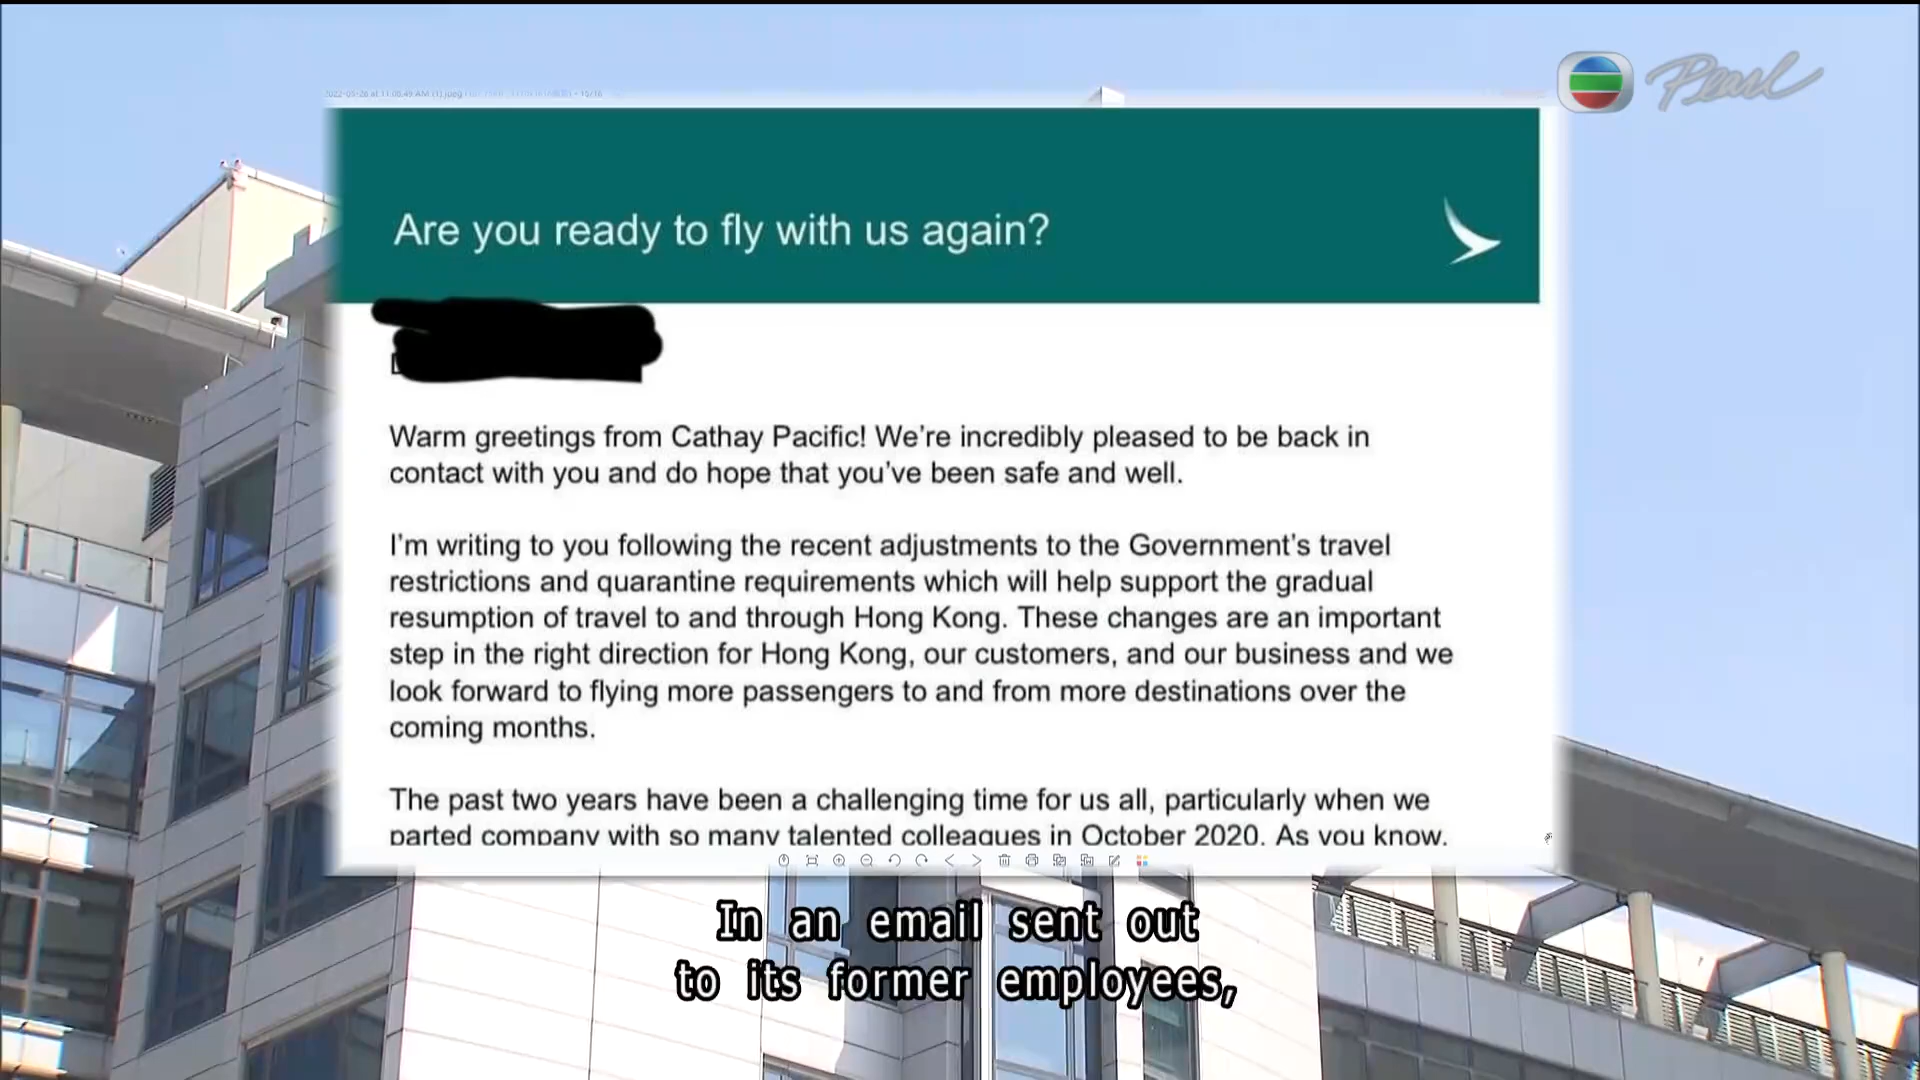 Pearl
Are you ready to fly with us again?
Warm greetings from Cathay Pacific! We're incredibly pleased to be back in
contact with you and do hope that you've been safe and well.
I'm writing to you following the recent adjustments to the Government's travel
restrictions and quarantine requirements which will help support the gradual
resumption of travel to and through Hong Kong. These changes are an important
step in the right direction for Hong Kong, our customers, and our business and we
look forward to flying more passengers to and from more destinations over the
coming months.
The past two years have been a challenging time for us all, particularly when we
parted company with so many talented colleagues in October 2020. As you know,
In an email sent out
to its former employees,